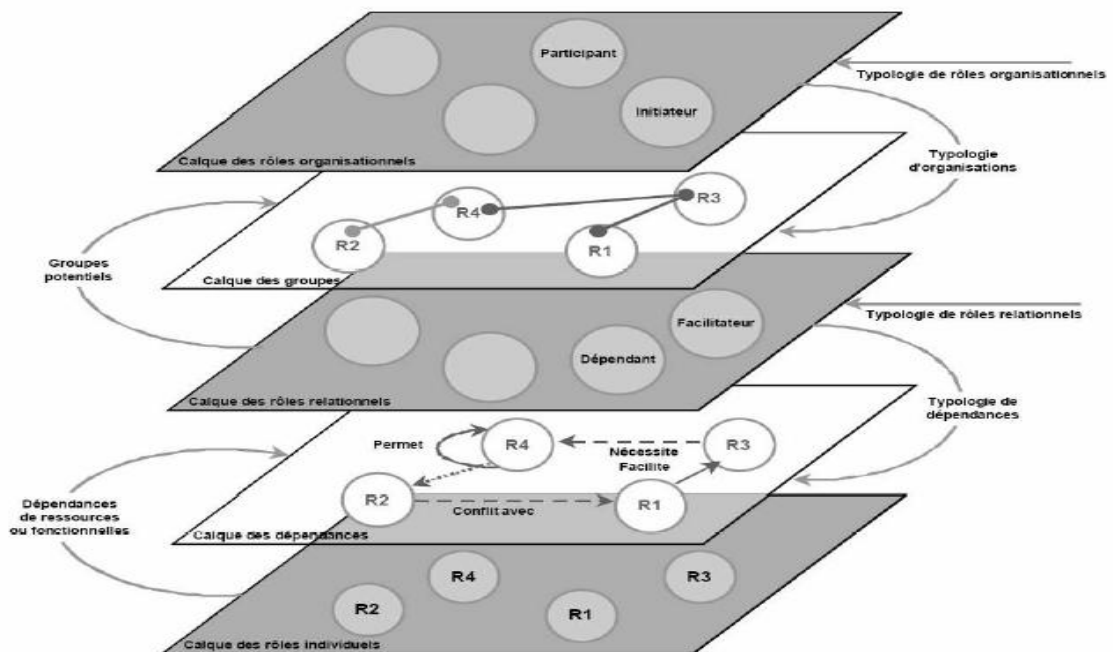 Participant
Typologie de rôles organisationnels
Initiateur
Calque des rôles organisationnels
Typologie
d'organisations
R3
R4
R2
R1
Groupes
potentiels
Calque des groupes
Facilitateur
Typologie de rôles relationnels
Dépendant
Calque des rôles relationnels
Typologie de
dépendances
Permet
R4
Nécessite
R3
Facilite
R2
R1
Dépendances
de ressources
ou fonctionnelles
Conflit avec
Calque des dépendances
R4
R3
R2
R1
Calque des rôles individuels